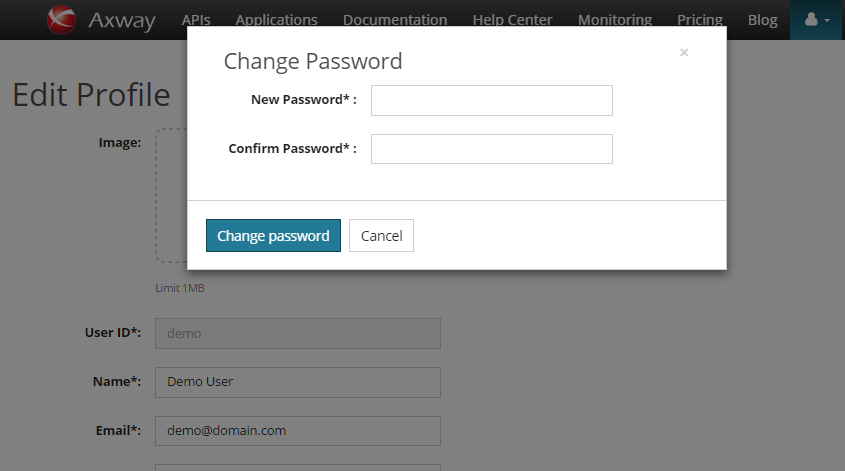 Axway APIs Applications Documentation Help Center Monitoring Pricing Blog
Change Password ×
New Password* :
Confirm Password* :
Change password Cancel
Edit Profile
Image:
Limit 1MB
User ID*: demo
Name*: Demo User
Email*: demo@domain.com